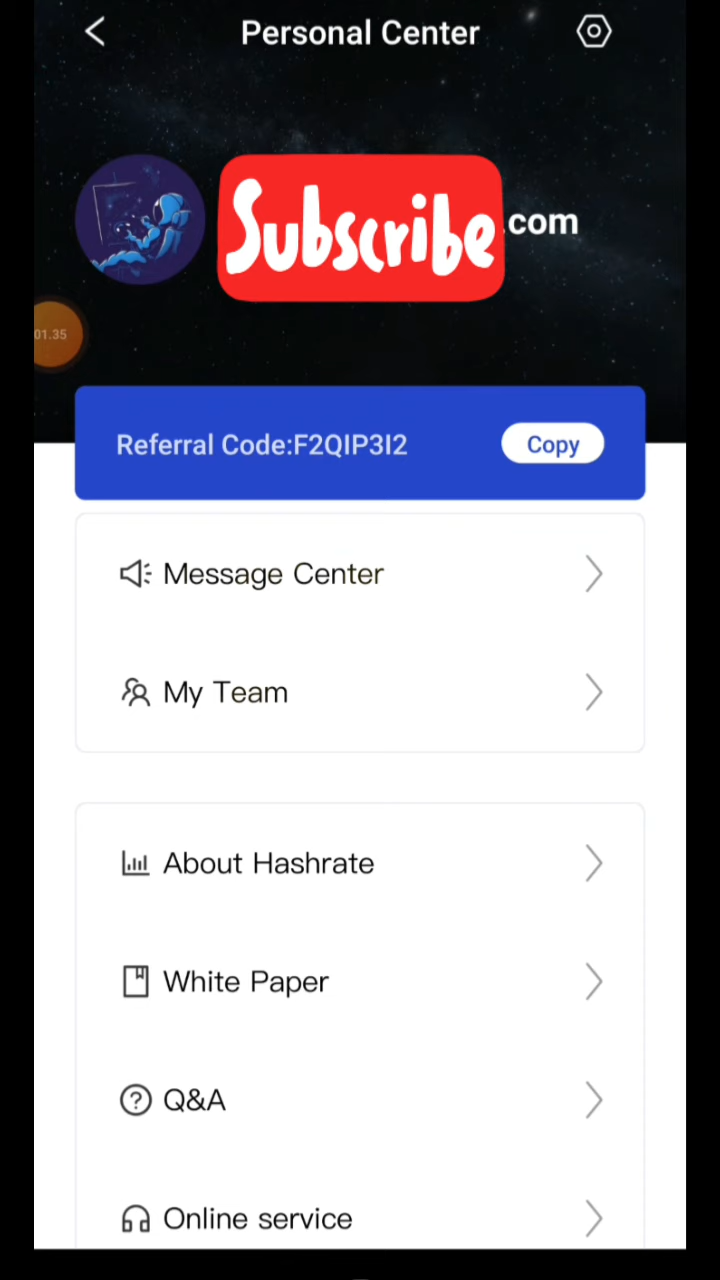 Personal Center
Subscribe.com
01.35
Referral Code:F2QIP3I2
Copy
Message Center
My Team
About Hashrate
White Paper
Q&A
Online service